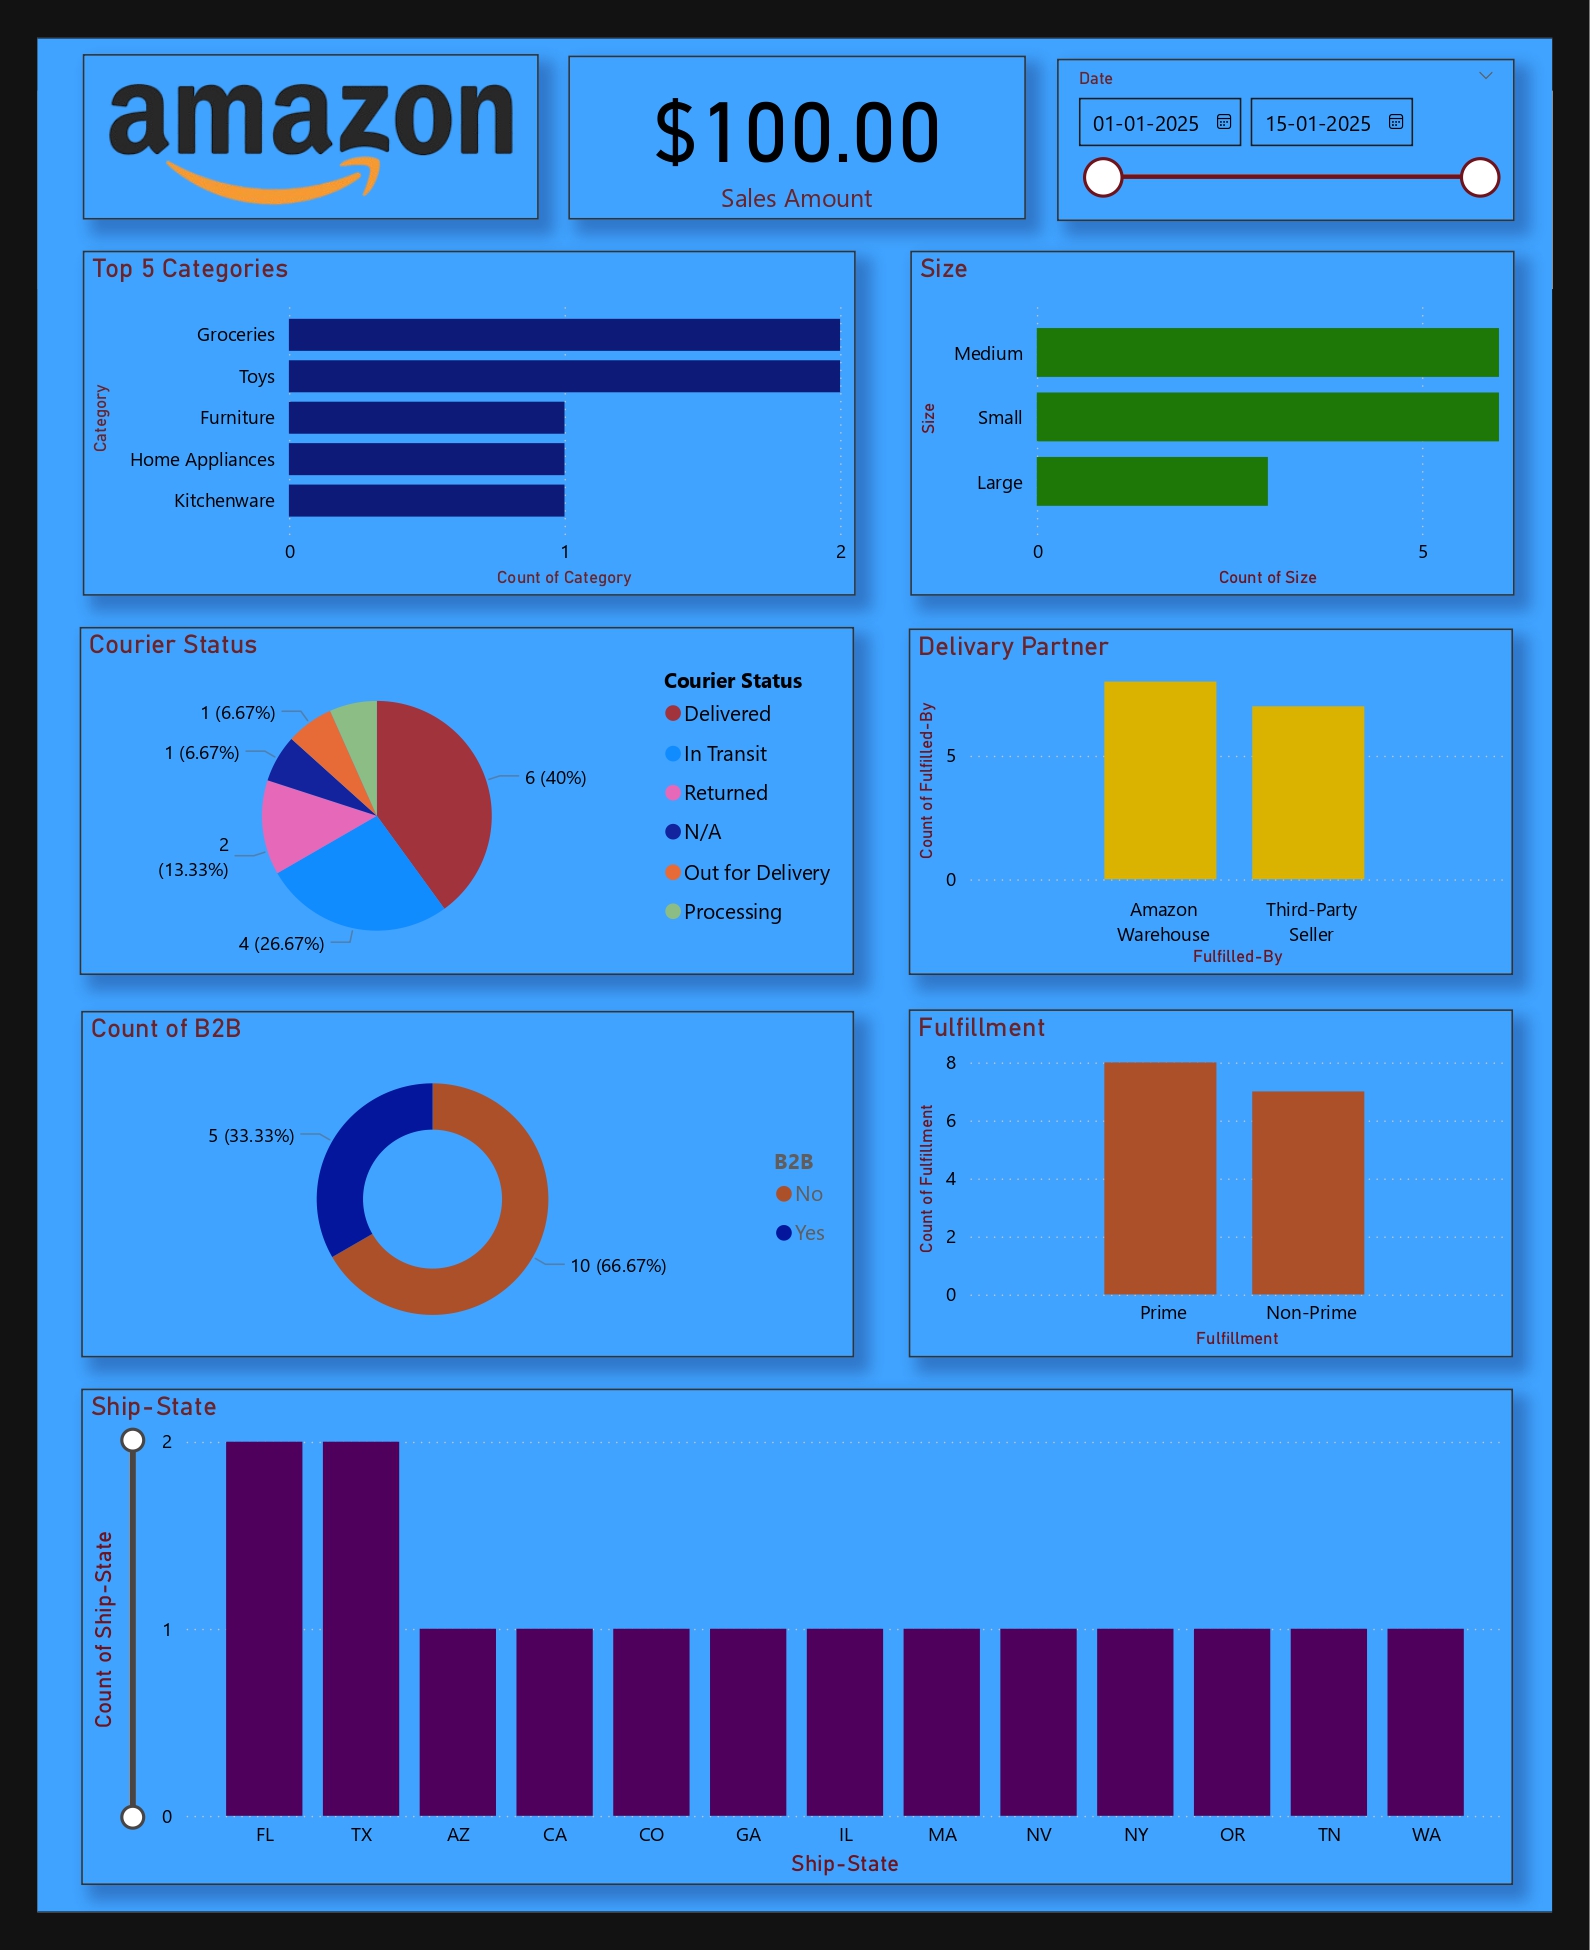 amazon
$100.00
Sales Amount
Date
01-01-2025
15-01-2025
Top 5 Categories
Category
Groceries
Toys
Furniture
Home Appliances
Kitchenware
0 1 2
Count of Category
Size
Size
Medium
Small
Large
0 5
Count of Size
Courier Status
1 (6.67%)
1 (6.67%)
2
(13.33%)
4 (26.67%)
6 (40%)
Courier Status
Delivered
In Transit
Returned
N/A
Out for Delivery
Processing
Delivary Partner
Count of Fulfilled-By
5
0
Amazon
Warehouse
Third-Party
Seller
Fulfilled-By
Count of B2B
5 (33.33%)
10 (66.67%)
B2B
No
Yes
Fulfillment
Count of Fulfillment
8
6
4
2
0
Prime Non-Prime
Fulfillment
Ship-State
Count of Ship-State
2
1
0
FL TX AZ CA CO GA IL MA NV NY OR TN WA
Ship-State